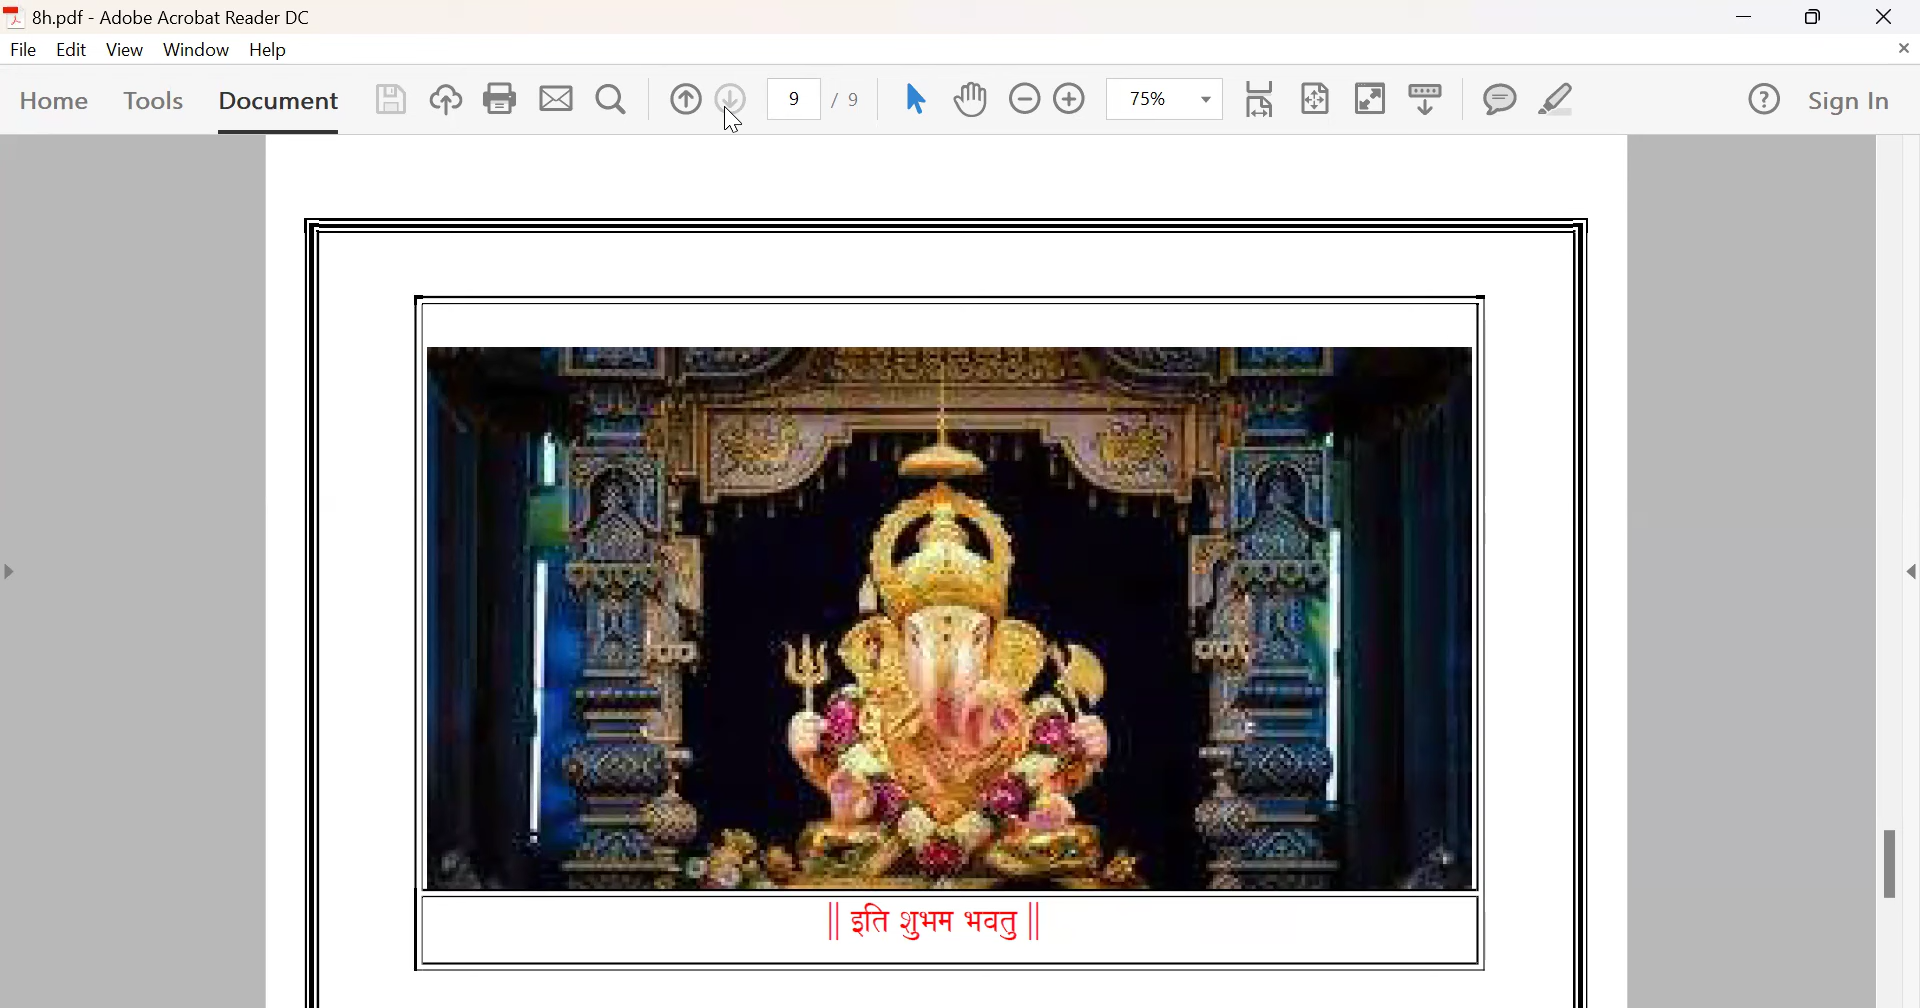 8h.pdf - Adobe Acrobat Reader DC
File Edit View Window Help
Home Tools Document 9 / 9 75% Sign In
|| इति शुभम भवतु ||